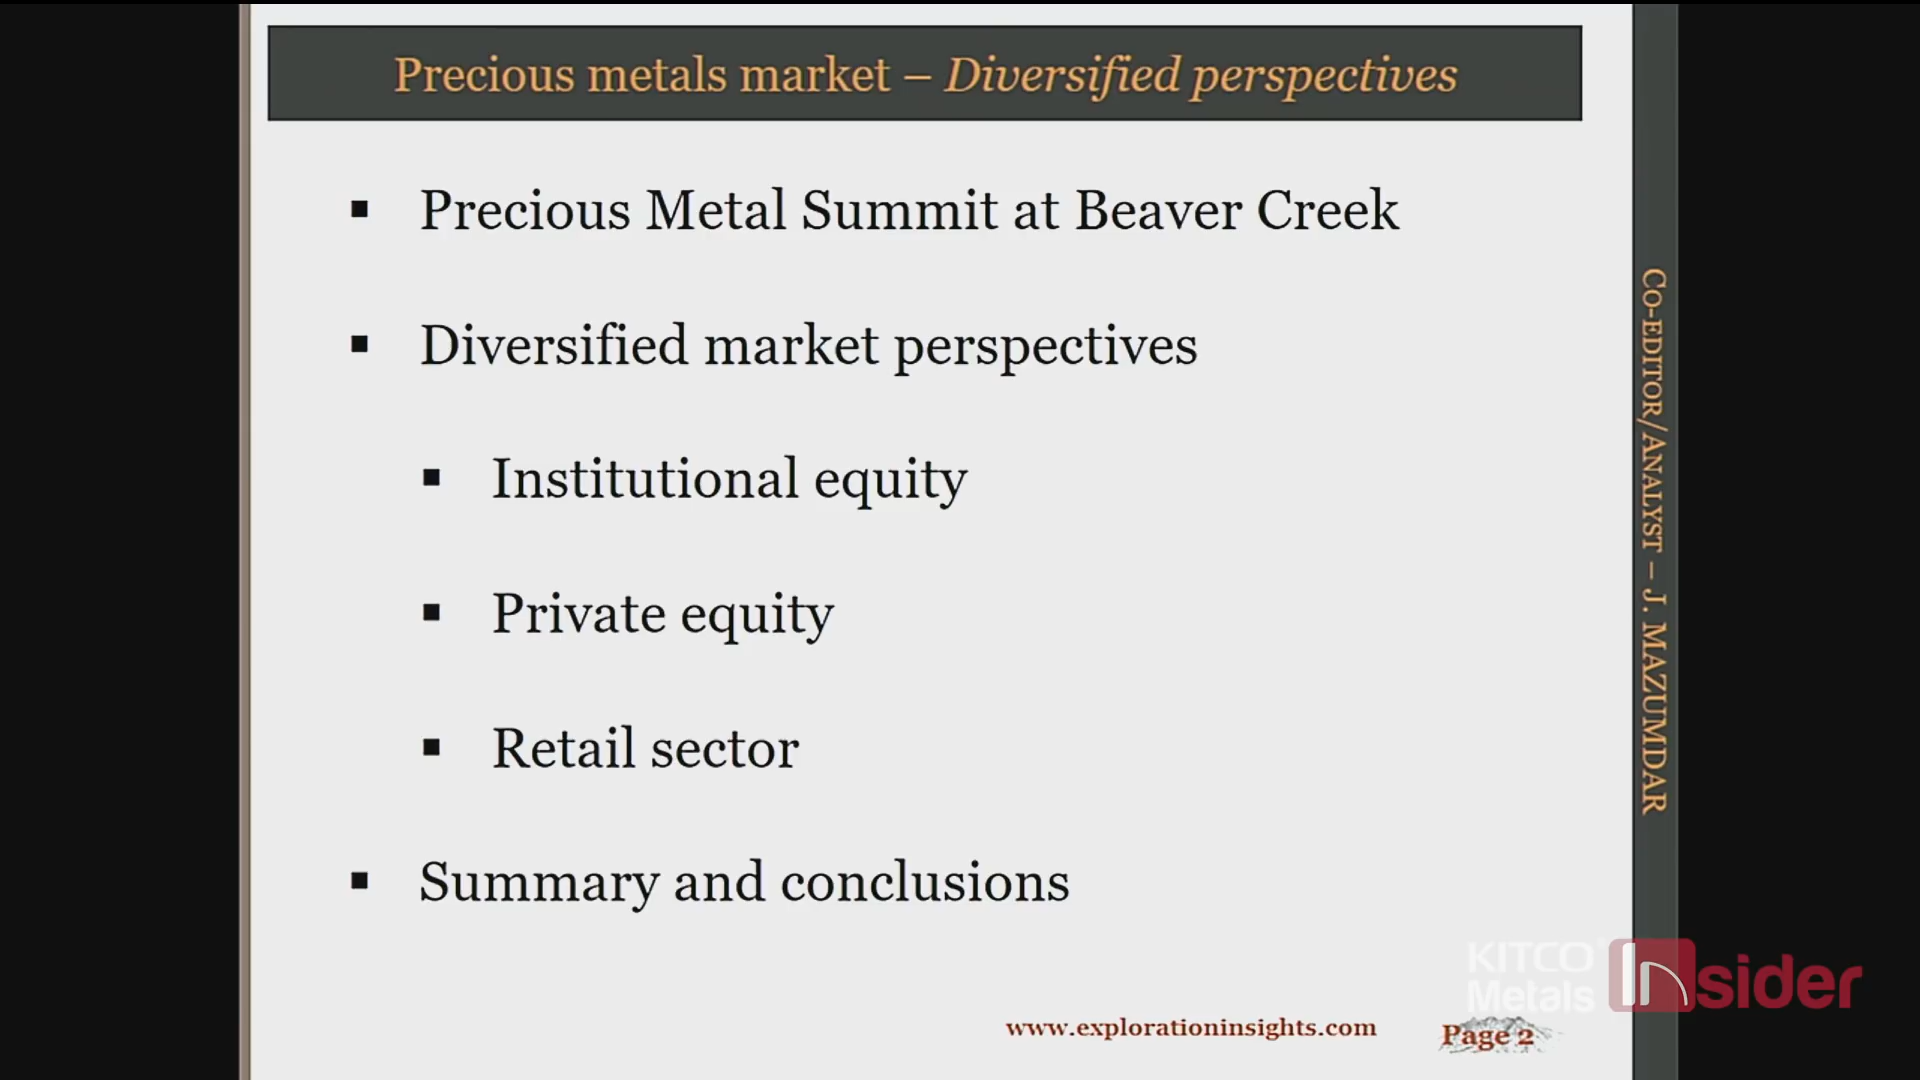 Precious metals market – Diversified perspectives
▪ Precious Metal Summit at Beaver Creek
▪ Diversified market perspectives
▪ Institutional equity
▪ Private equity
▪ Retail sector
▪ Summary and conclusions
CO-EDITOR/ANALYST – J. MAZUMDAR
KITCO
Metals
Insider
www.explorationinsights.com
Page 2